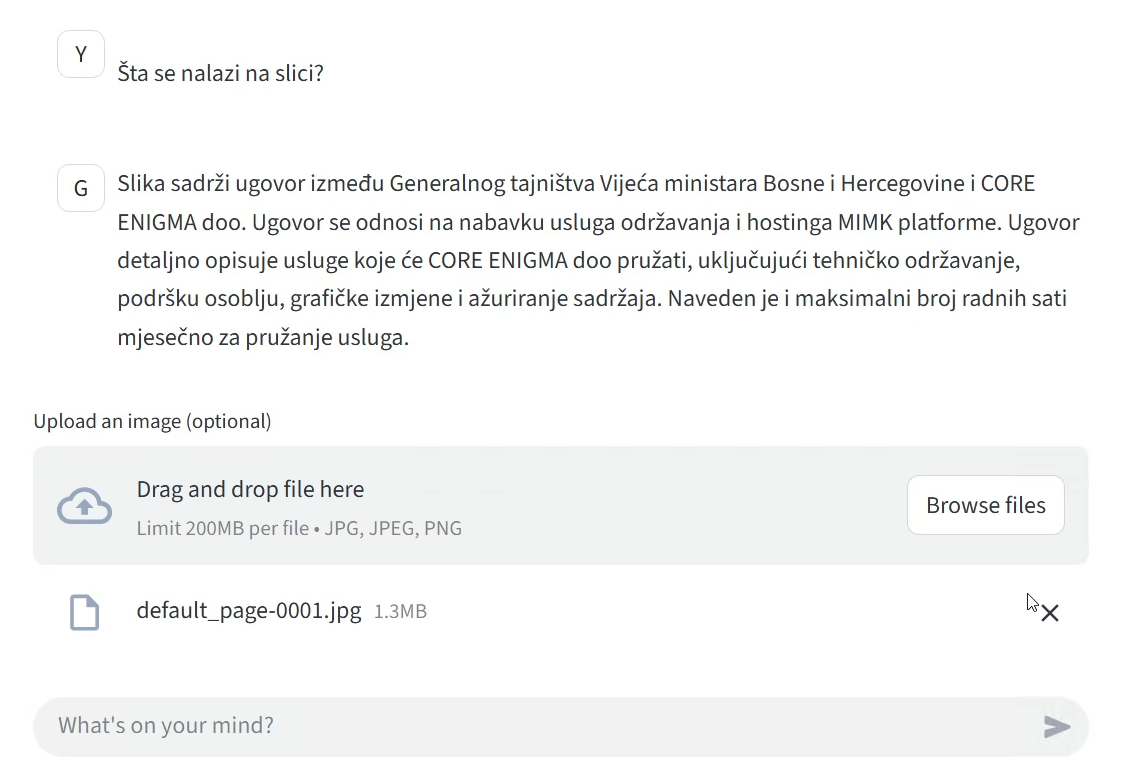 Y
Šta se nalazi na slici?
G
Slika sadrži ugovor između Generalnog tajništva Vijeća ministara Bosne i Hercegovine i CORE
ENIGMA doo. Ugovor se odnosi na nabavku usluga održavanja i hostinga MIMK platforme. Ugovor
detaljno opisuje usluge koje će CORE ENIGMA doo pružati, uključujući tehničko održavanje,
podršku osoblju, grafičke izmjene i ažuriranje sadržaja. Naveden je i maksimalni broj radnih sati
mjesečno za pružanje usluga.
Upload an image (optional)
Drag and drop file here
Limit 200MB per file • JPG, JPEG, PNG
Browse files
default_page-0001.jpg 1.3MB
What's on your mind?